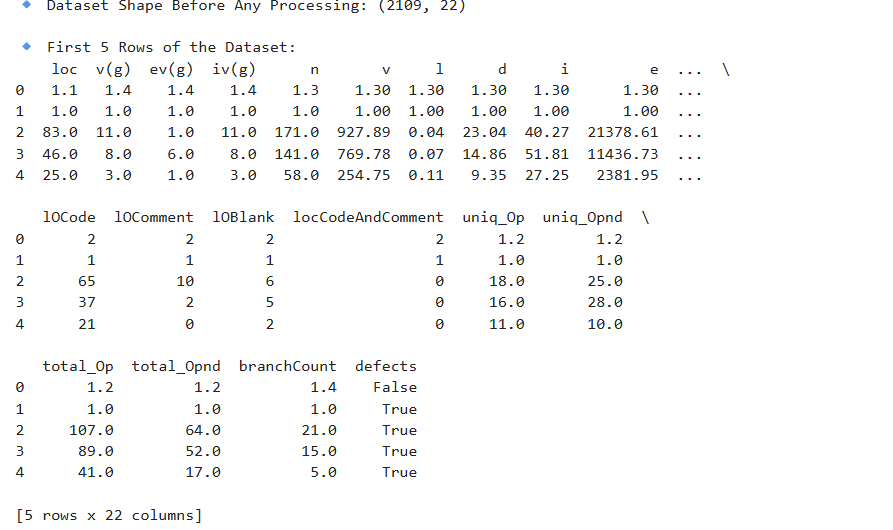 🔹 Dataset Shape Before Any Processing: (2109, 22)
🔹 First 5 Rows of the Dataset:
    loc  v(g)  ev(g)  iv(g)      n       v     l      d      i         e  ...  \
0   1.1   1.4    1.4    1.4    1.3    1.30  1.30   1.30   1.30      1.30  ...
1   1.0   1.0    1.0    1.0    1.0    1.00  1.00   1.00   1.00      1.00  ...
2  83.0  11.0    1.0   11.0  171.0  927.89  0.04  23.04  40.27  21378.61  ...
3  46.0   8.0    6.0    8.0  141.0  769.78  0.07  14.86  51.81  11436.73  ...
4  25.0   3.0    1.0    3.0   58.0  254.75  0.11   9.35  27.25   2381.95  ...
   lOCode  lOComment  lOBlank  locCodeAndComment  uniq_Op  uniq_Opnd  \
0       2          2        2                  2      1.2        1.2
1       1          1        1                  1      1.0        1.0
2      65         10        6                  0     18.0       25.0
3      37          2        5                  0     16.0       28.0
4      21          0        2                  0     11.0       10.0
   total_Op  total_Opnd  branchCount  defects
0       1.2         1.2          1.4    False
1       1.0         1.0          1.0     True
2     107.0        64.0         21.0     True
3      89.0        52.0         15.0     True
4      41.0        17.0          5.0     True
[5 rows x 22 columns]